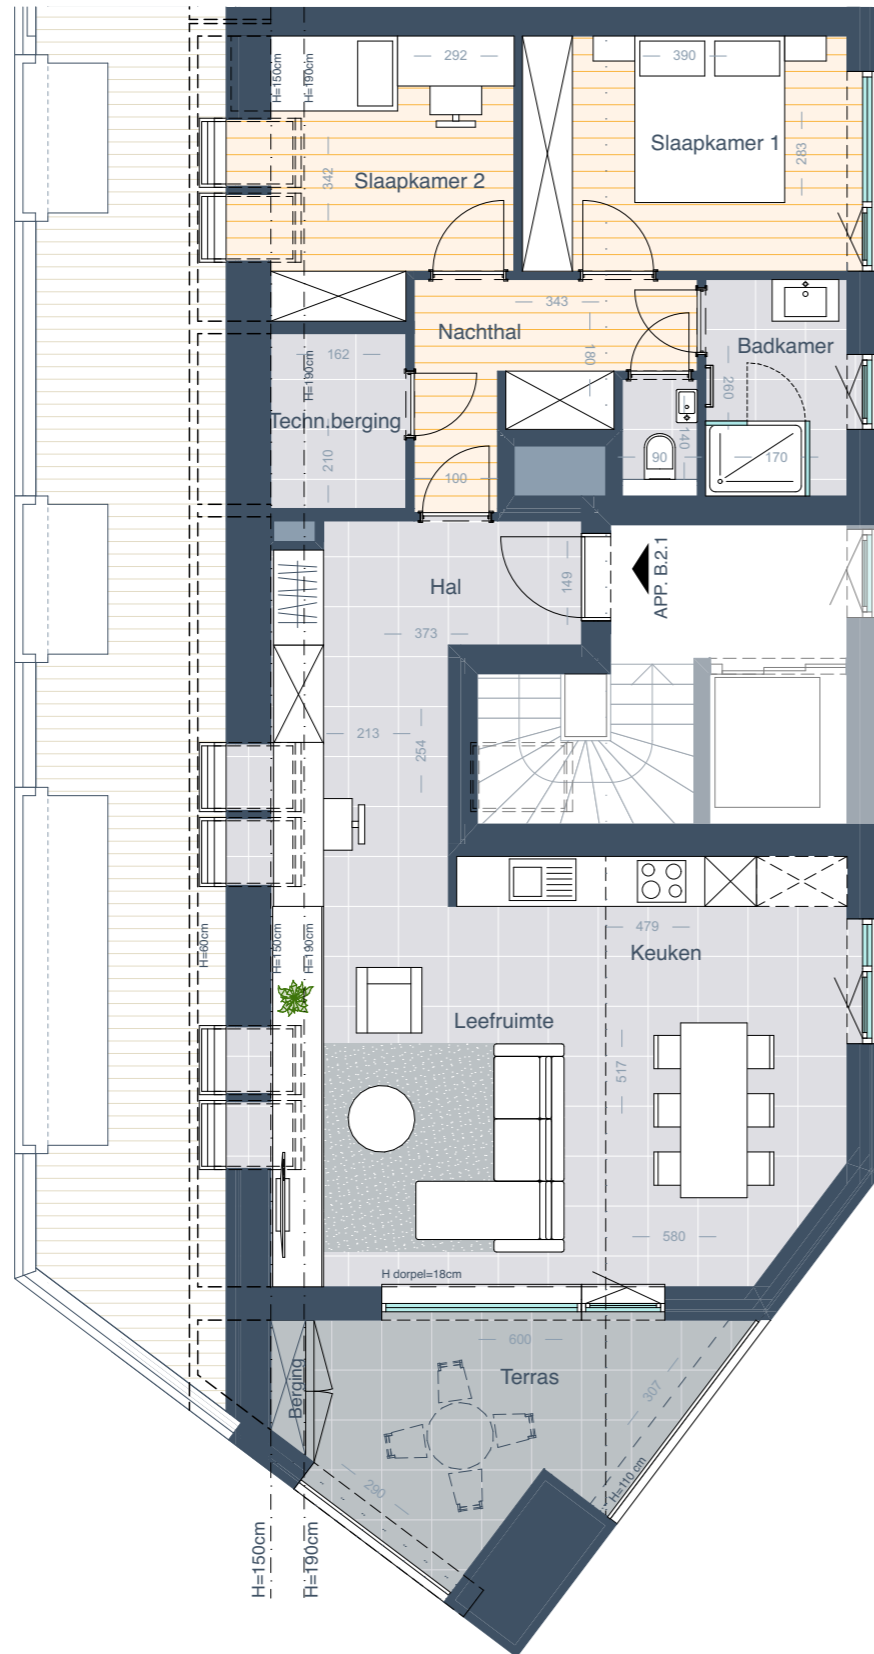 H=150cm
H=190cm
292
390
Slaapkamer 1
283
342
Slaapkamer 2
343
Nachthal
180
Badkamer
162
H=190cm
260
Techn.berging
210
140
90
170
100
Hal
149
APP. B.2.1
373
213
254
479
H=60cm
H=150cm
H=190cm
Keuken
Leefruimte
517
580
H dorpel=18cm
600
Terras
Berging
307
290
H=110 cm
H=150cm
H=190cm